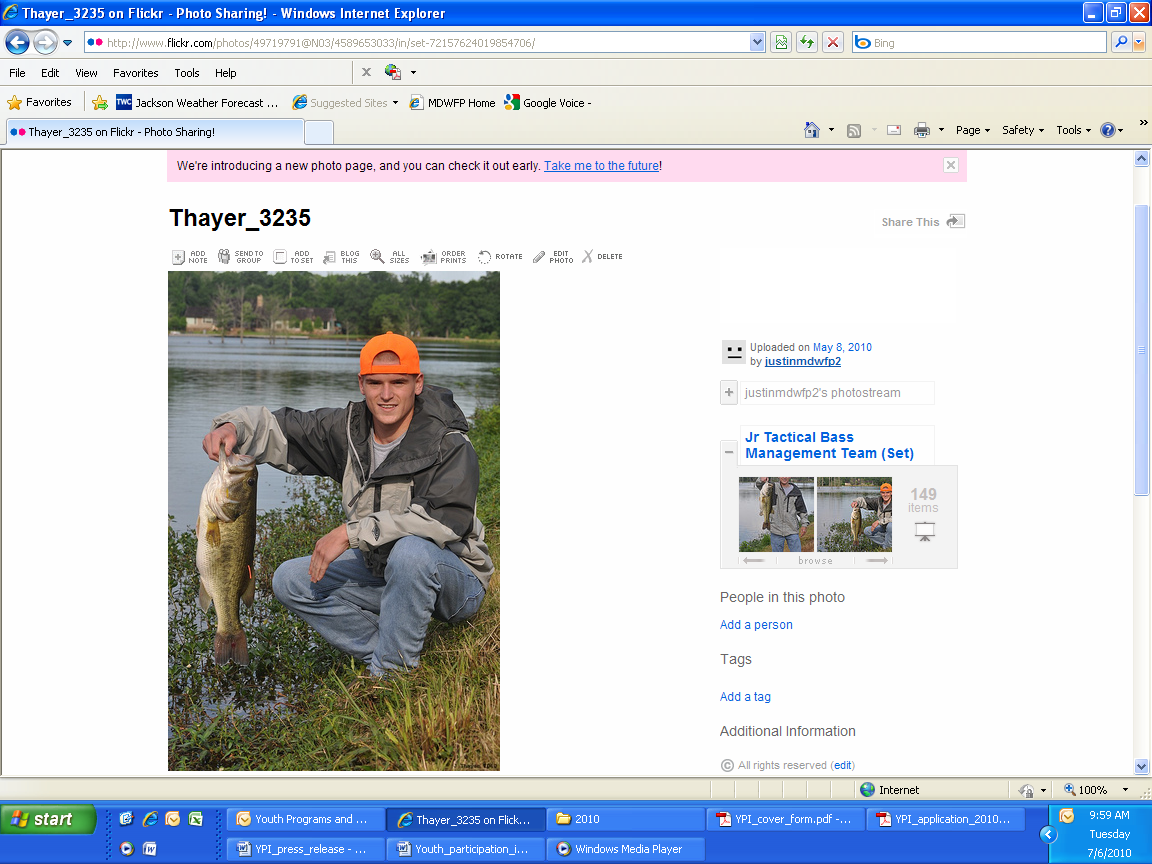 Thayer_3235 on Flickr - Photo Sharing! - Windows Internet Explorer
http://www.flickr.com/photos/49719791@N03/4589653033/in/set-72157624019854706/
Bing
File Edit View Favorites Tools Help
X
Favorites
TWC Jackson Weather Forecast ...
Suggested Sites
MDWFP Home
Google Voice -
Thayer_3235 on Flickr - Photo Sharing!
Page Safety Tools
»
We're introducing a new photo page, and you can check it out early. Take me to the future!
Thayer_3235
Share This
ADD NOTE
SEND TO GROUP
ADD TO SET
BLOG THIS
ALL SIZES
ORDER PRINTS
ROTATE
EDIT PHOTO
DELETE
Uploaded on May 8, 2010
by justinmdwfp2
justinmdwfp2's photostream
Jr Tactical Bass
Management Team (Set)
149
items
browse
People in this photo
Add a person
Tags
Add a tag
Additional Information
© All rights reserved (edit)
Internet
100%
start
Youth Programs and ...
Thayer_3235 on Flick...
2010
YPI_cover_form.pdf -...
YPI_application_2010...
9:59 AM
YPI_press_release - ...
Youth_participation_i...
Windows Media Player
Tuesday
7/6/2010